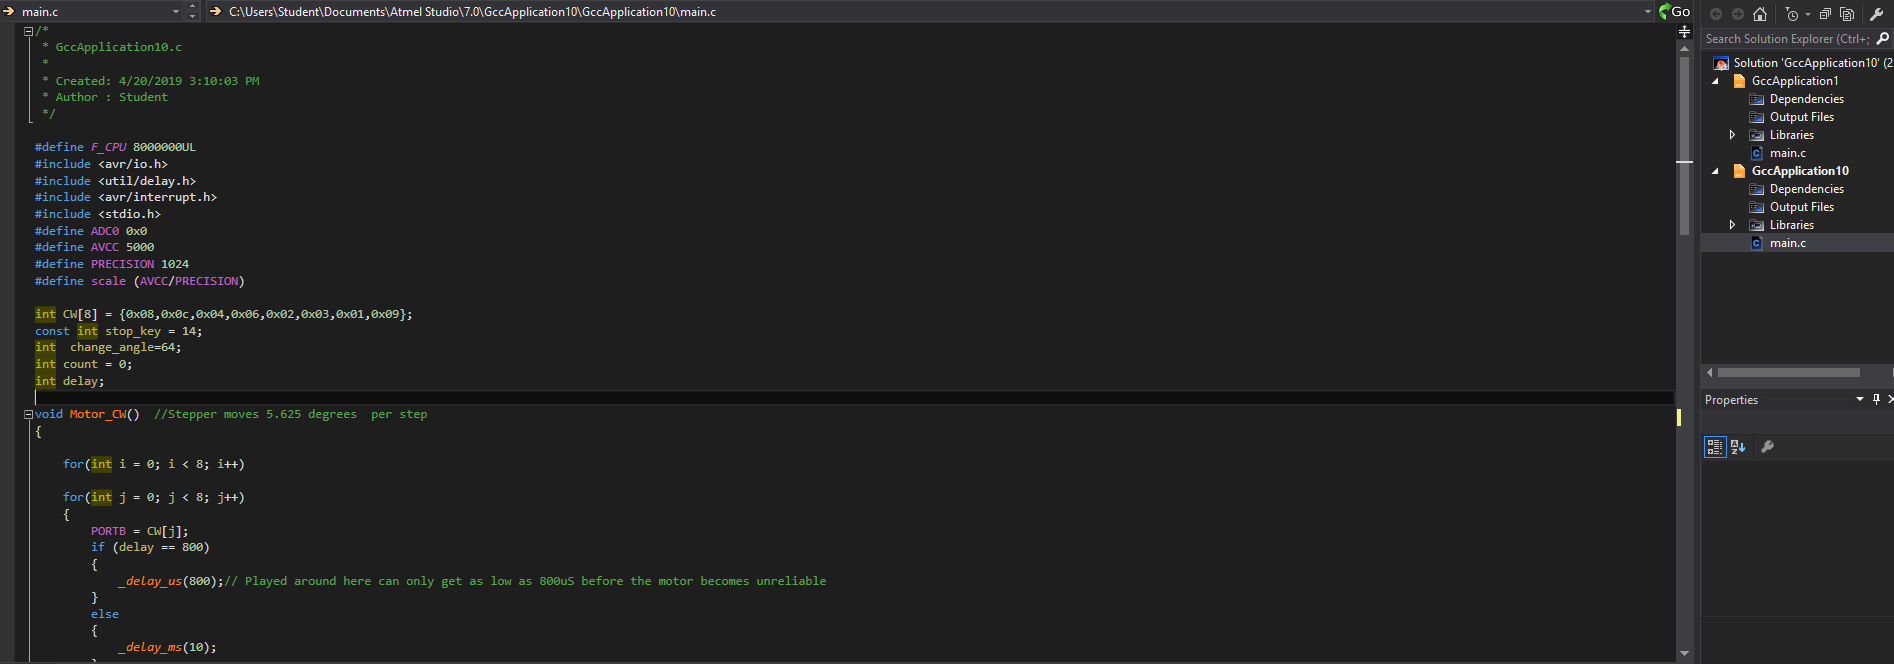 main.c
C:\Users\Student\Documents\Atmel Studio\7.0\GccApplication10\GccApplication10\main.c
Go
/*
* GccApplication10.c
*
* Created: 4/20/2019 3:10:03 PM
* Author : Student
*/
#define F_CPU 8000000UL
#include <avr/io.h>
#include <util/delay.h>
#include <avr/interrupt.h>
#include <stdio.h>
#define ADC0 0x0
#define AVCC 5000
#define PRECISION 1024
#define scale (AVCC/PRECISION)
int CW[8] = {0x08,0x0c,0x04,0x06,0x02,0x03,0x01,0x09};
const int stop_key = 14;
int  change_angle=64;
int count = 0;
int delay;
void Motor_CW()  //Stepper moves 5.625 degrees  per step
{
for(int i = 0; i < 8; i++)
for(int j = 0; j < 8; j++)
{
PORTB = CW[j];
if (delay == 800)
{
_delay_us(800);// Played around here can only get as low as 800uS before the motor becomes unreliable
}
else
{
_delay_ms(10);
Search Solution Explorer (Ctrl+;
Solution 'GccApplication10' (2
GccApplication1
Dependencies
Output Files
Libraries
main.c
GccApplication10
Dependencies
Output Files
Libraries
main.c
Properties